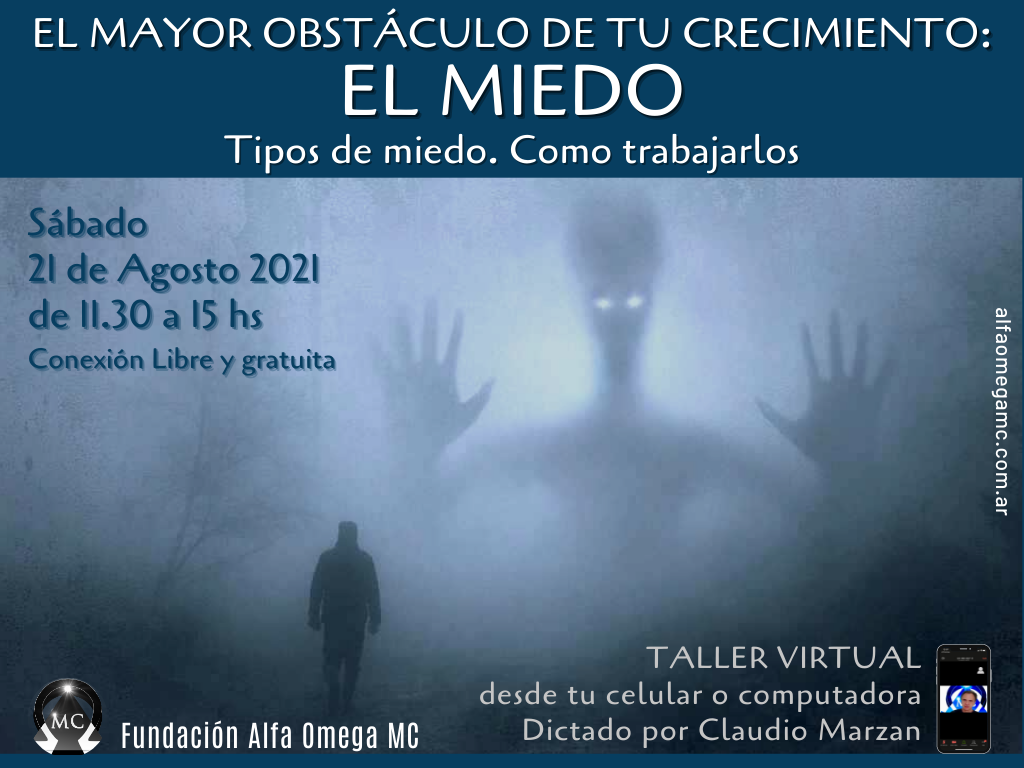 EL MAYOR OBSTÁCULO DE TU CRECIMIENTO:
EL MIEDO
Tipos de miedo. Como trabajarlos
Sábado
21 de Agosto 2021
de 11.30 a 15 hs
Conexión Libre y gratuita
alfaomegamc.com.ar
TALLER VIRTUAL
desde tu celular o computadora
Dictado por Claudio Marzan
MC
Fundación Alfa Omega MC